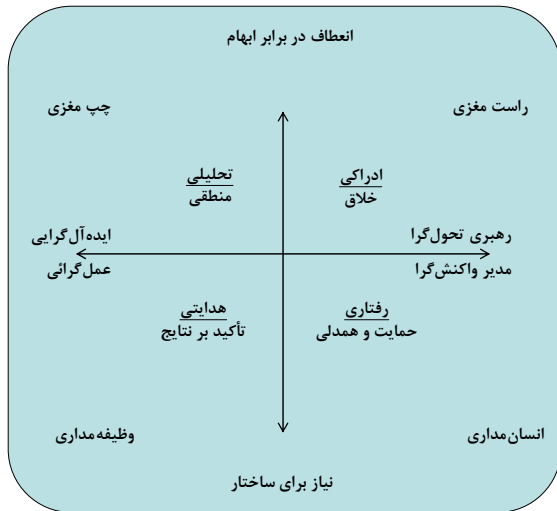 انعطاف در برابر ابهام
راست مغزی
چپ مغزی
ادراکی
خلاق
تحلیلی
منطقی
رهبری تحول‌گرا
مدیر واکنش‌گرا
ایده‌آل‌گرایی
عمل‌گرائی
رفتاری
حمایت و همدلی
هدایتی
تأکید بر نتایج
انسان‌مداری
وظیفه‌مداری
نیاز برای ساختار